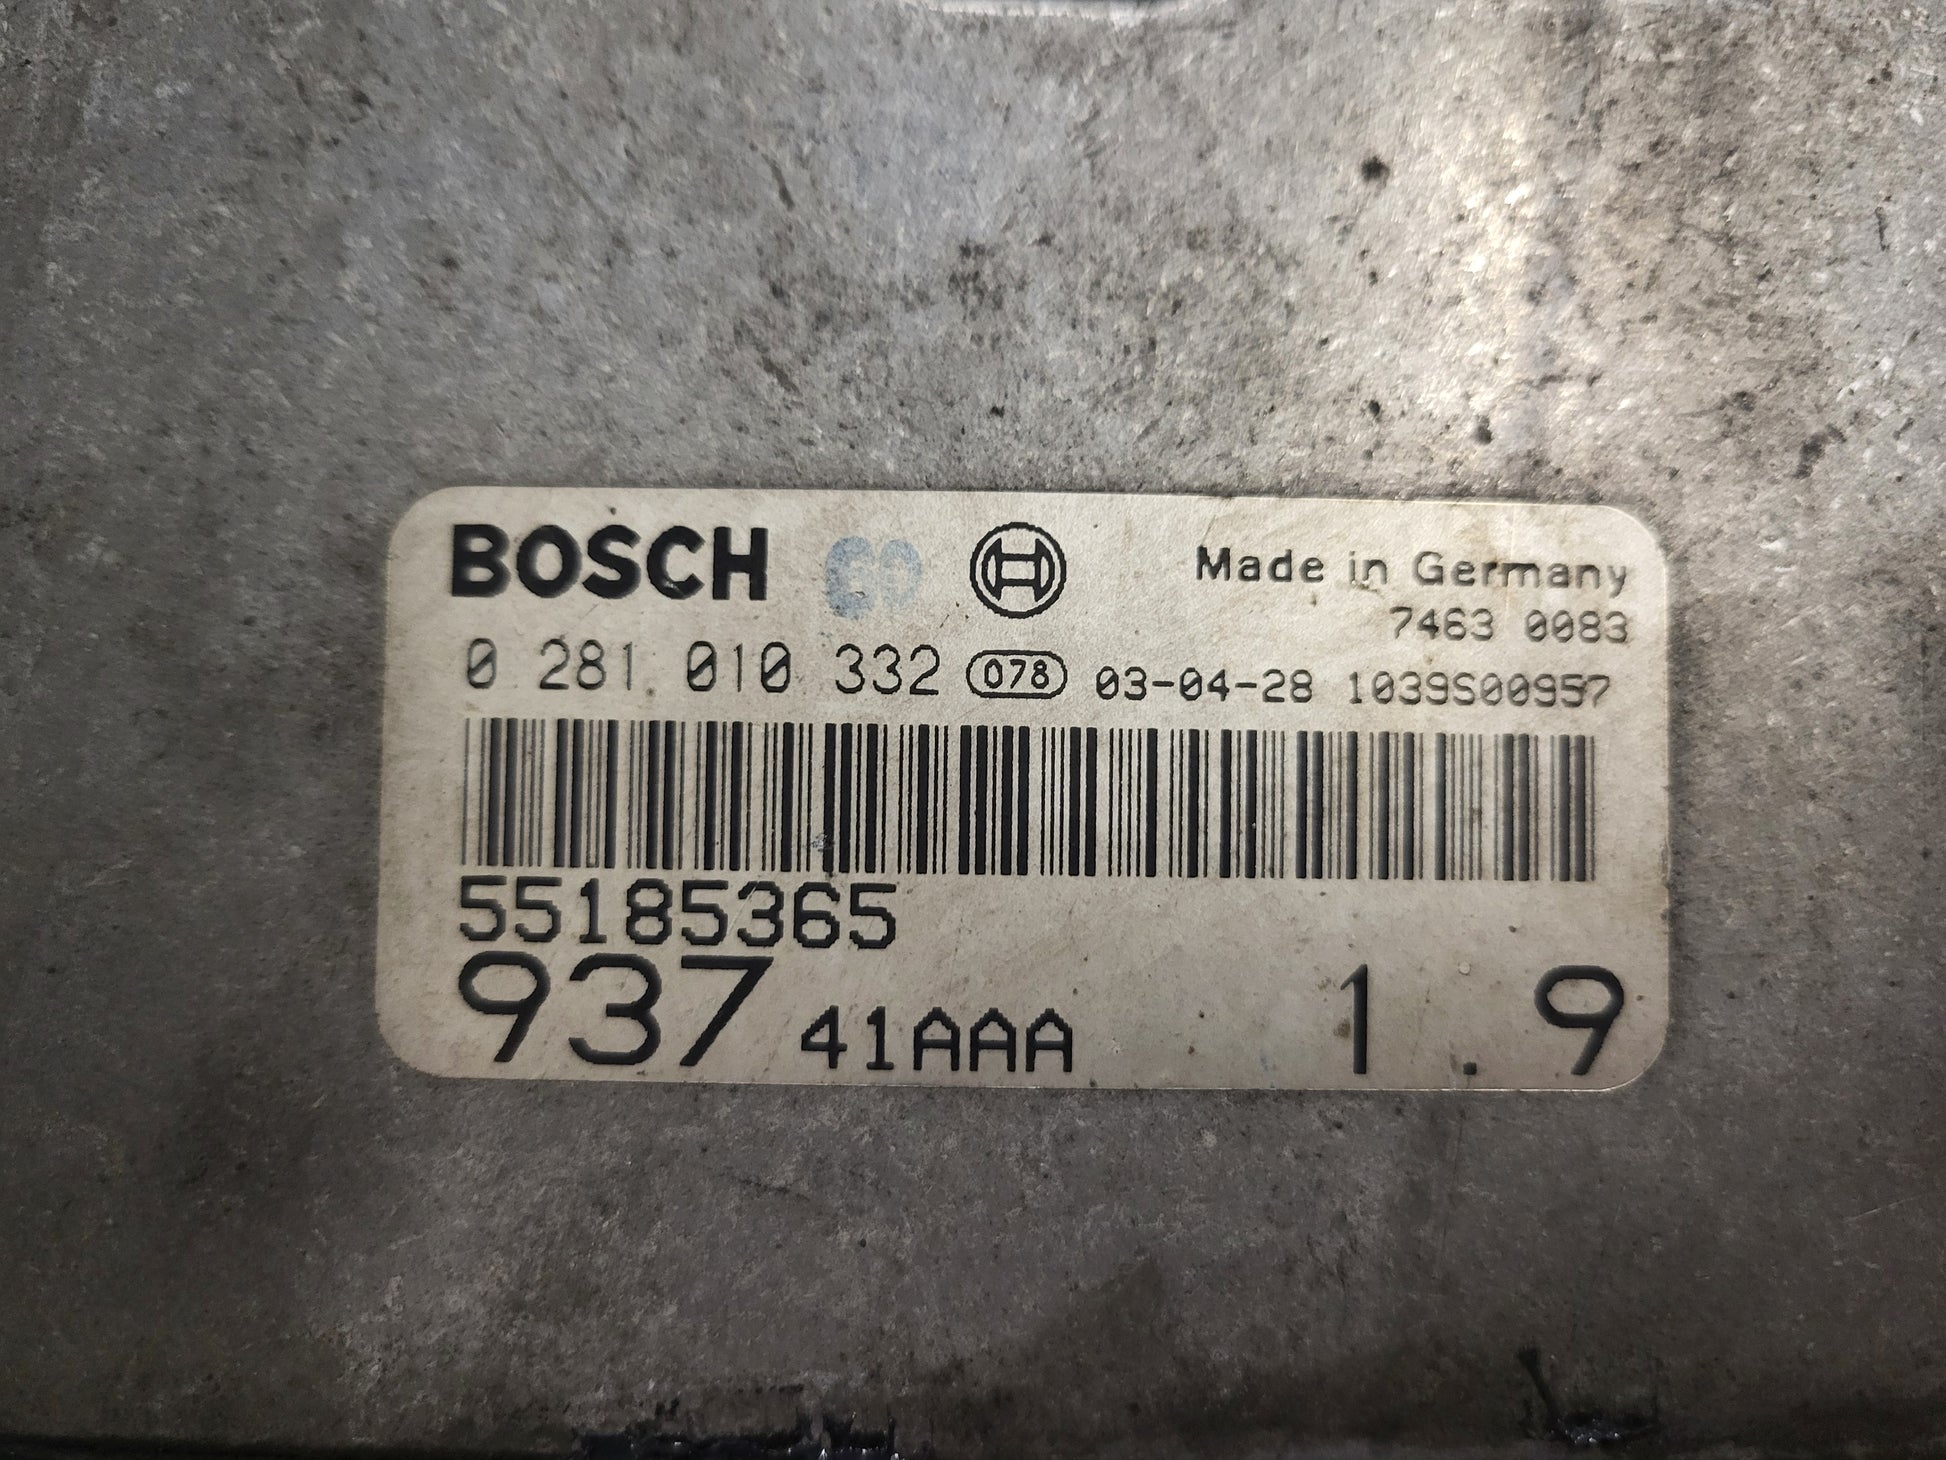 BOSCH Made in Germany
7463 0083
0 281 010 332 078 03-04-28 1039S00957
55185365
937 41AAA 1.9